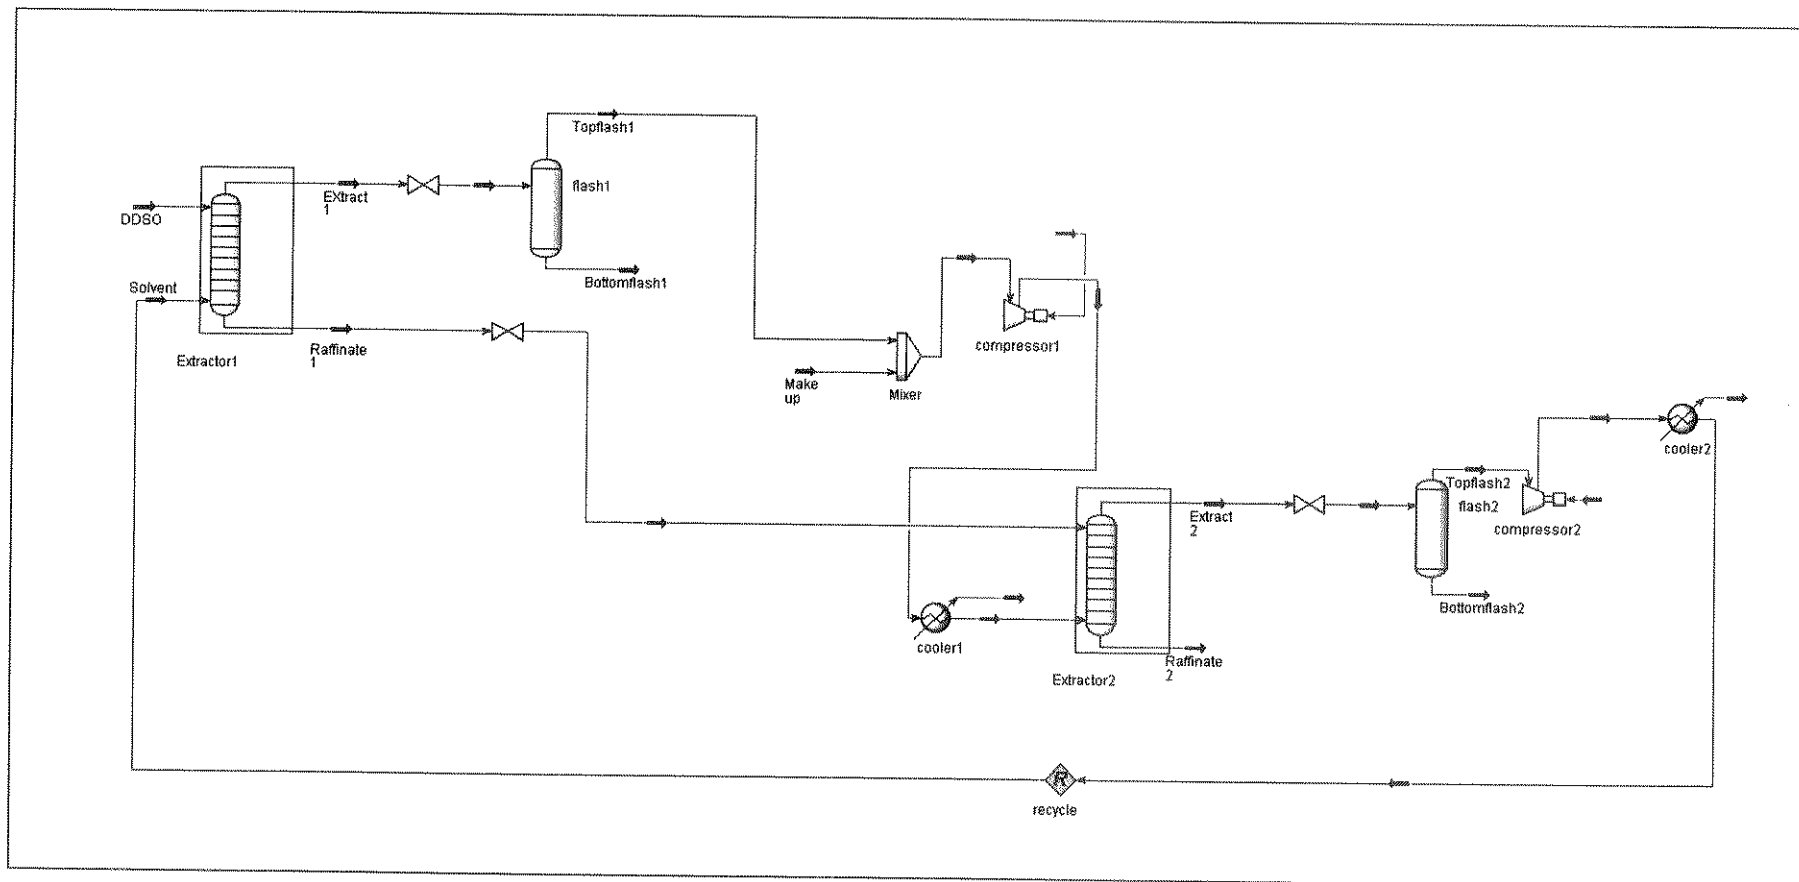 Topflash1
flash1
EXtract
1
DDSO
Bottomflash1
Solvent
Raffinate
1
Extractor1
compressor1
Make
up
Mixer
cooler2
Topflash2
flash2
Extract
2
compressor2
Bottomflash2
cooler1
Raffinate
2
Extractor2
R
recycle